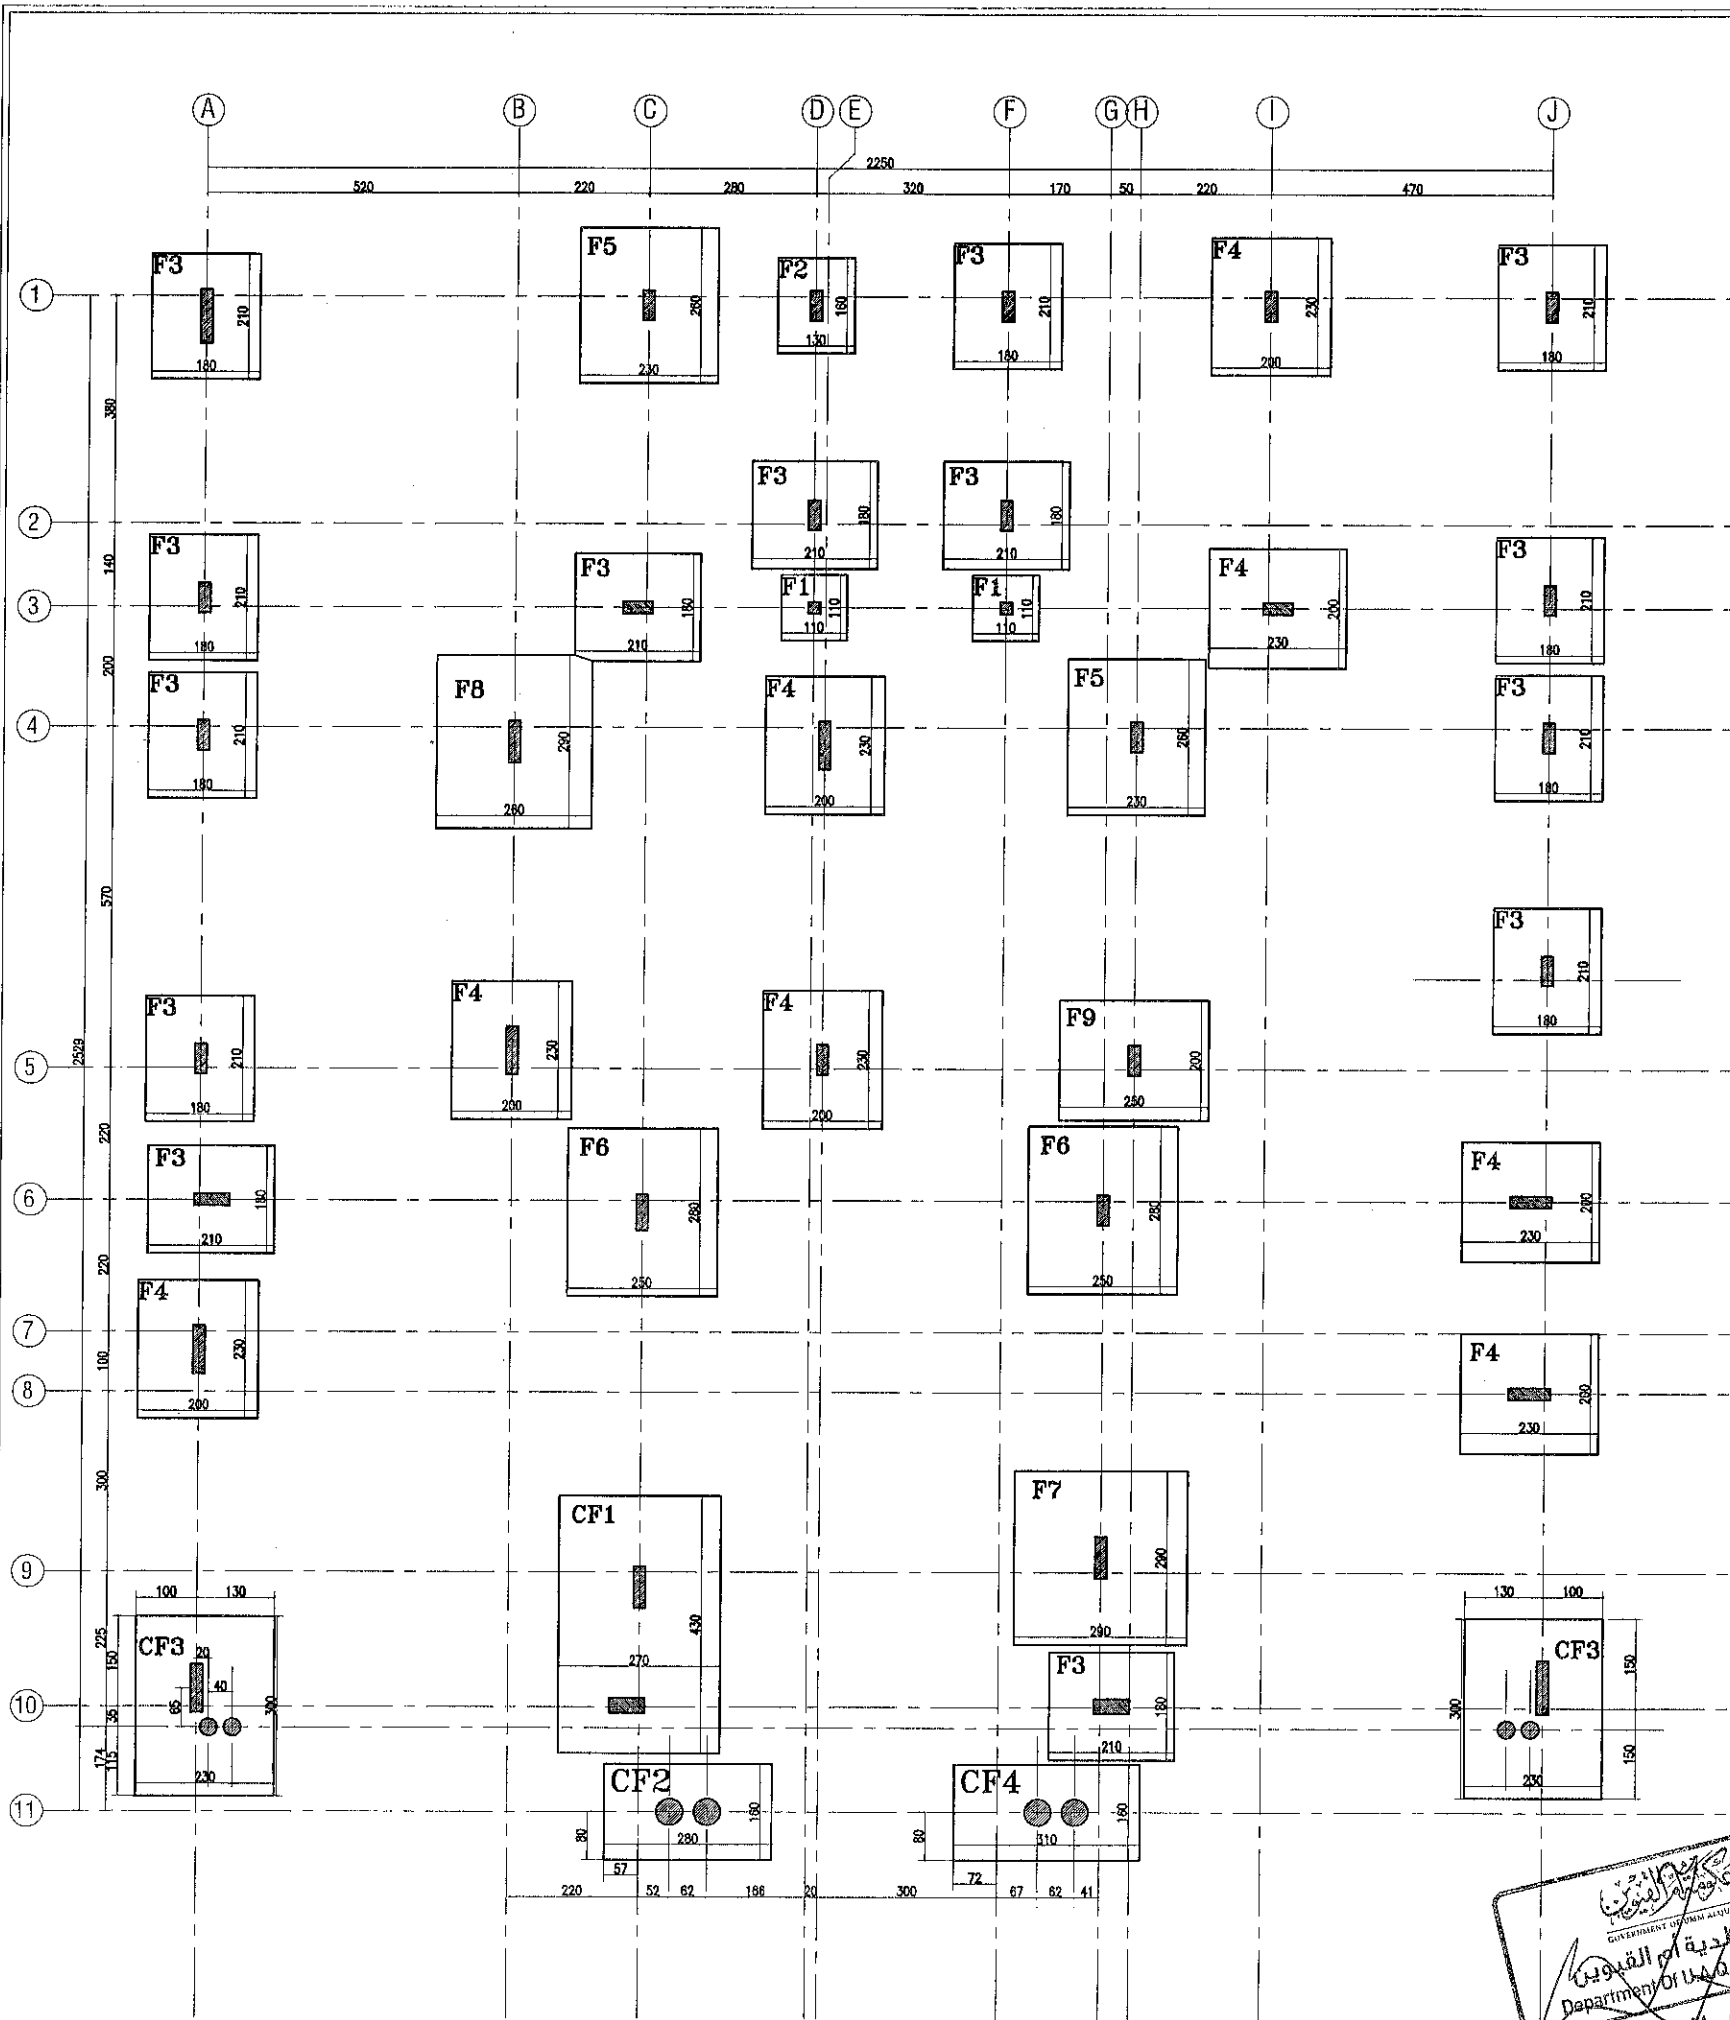 A B C D E F G H I J
2250
520 220 280 320 170 50 220 470
F3 F5 F2 F3 F4 F3
1
210 260 160 210 230 210
180 230 130 180 200 180
380
F3 F3
2
180 180
210 210
140
F3 F3 F1 F1 F4 F3
3
210 180 110 110 200 210
180 210 110 110 230 180
200
F3 F8 F4 F5 F3
4
210 290 230 260 210
180 260 200 230 180
570
F3
210
180
F3 F4 F4 F9
2529
5
210 230 230 200
180 200 200 250
220
F3 F6 F6 F4
6
180 280 280 200
210 250 250 230
220
F4
7
230
100
F4
8
200 200
230
300
F7
CF1
9
290
100 130 130 100
430
225
290
CF3 20 CF3
150 270 F3 150
40
65 300 180 300
10
35
210
174 115 150
230 230
CF2 CF4
11
160 160
80 280 80 310
57 72
220 52 62 186 20 300 67 62 41
بلدية أم القيوين
Department Of U.A.Q